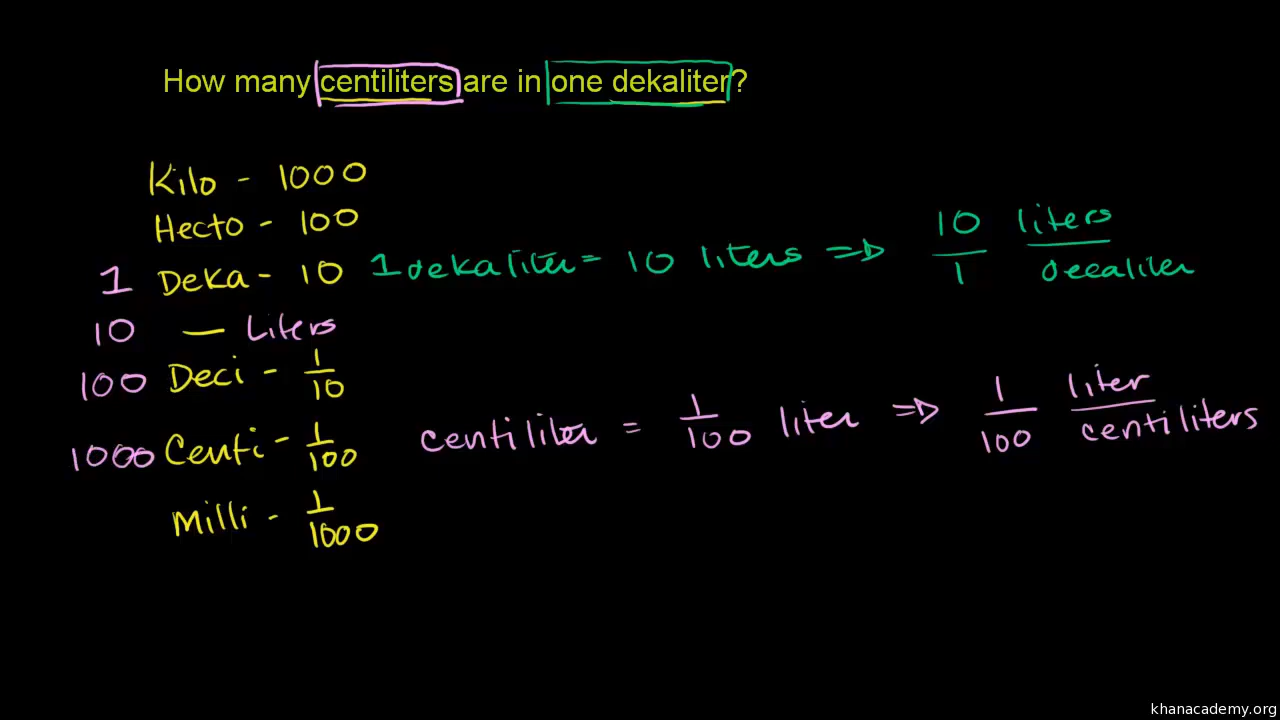 How many centiliters are in one dekaliter?
Kilo - 1000
Hecto - 100
1 Deka - 10 1 dekaliter = 10 liters ⇒ 10/1 liters/decaliter
10 — Liters
100 Deci - 1/10
1000 Centi - 1/100 centiliter = 1/100 liter ⇒ 1/100 liter/centiliters
Milli - 1/1000
khanacademy.org